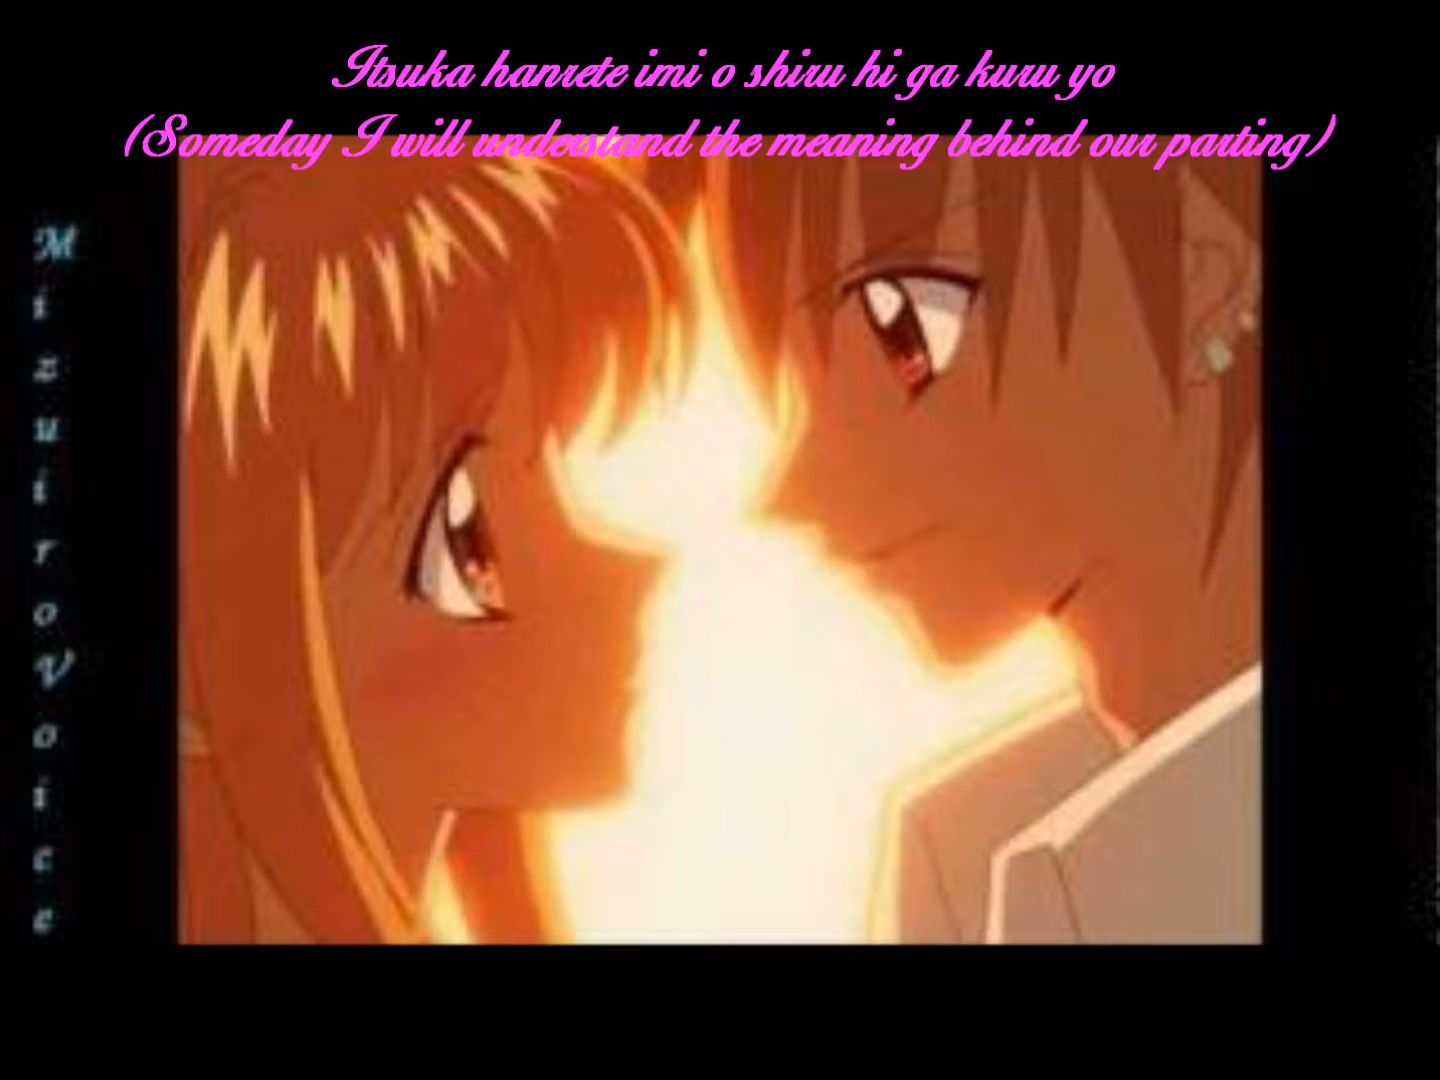 Itsuka hanrete imi o shiru hi ga kuru yo
(Someday I will understand the meaning behind our parting)
MizuiroVoice